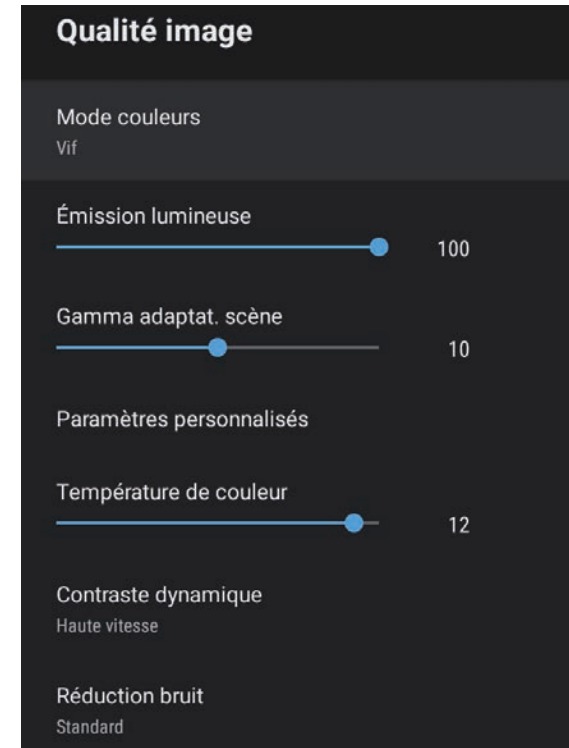 Qualité image
Mode couleurs
Vif
Émission lumineuse
100
Gamma adaptat. scène
10
Paramètres personnalisés
Température de couleur
12
Contraste dynamique
Haute vitesse
Réduction bruit
Standard